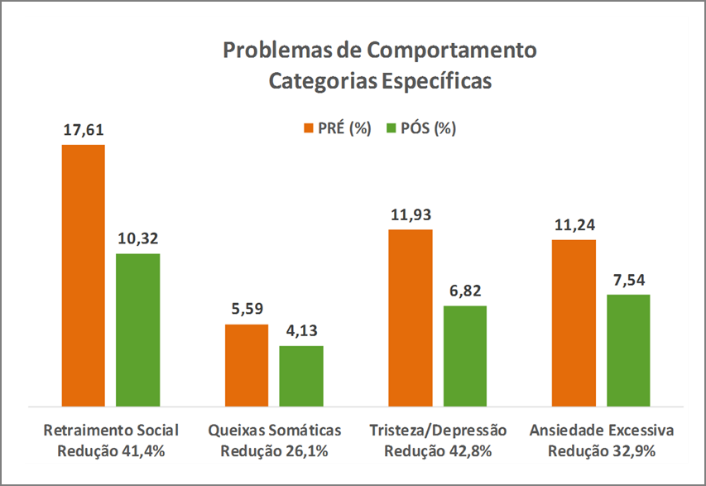 Problemas de Comportamento
Categorias Específicas
PRÉ (%) PÓS (%)
17,61
10,32
5,59
4,13
11,93
6,82
11,24
7,54
Retraimento Social
Redução 41,4%
Queixas Somáticas
Redução 26,1%
Tristeza/Depressão
Redução 42,8%
Ansiedade Excessiva
Redução 32,9%